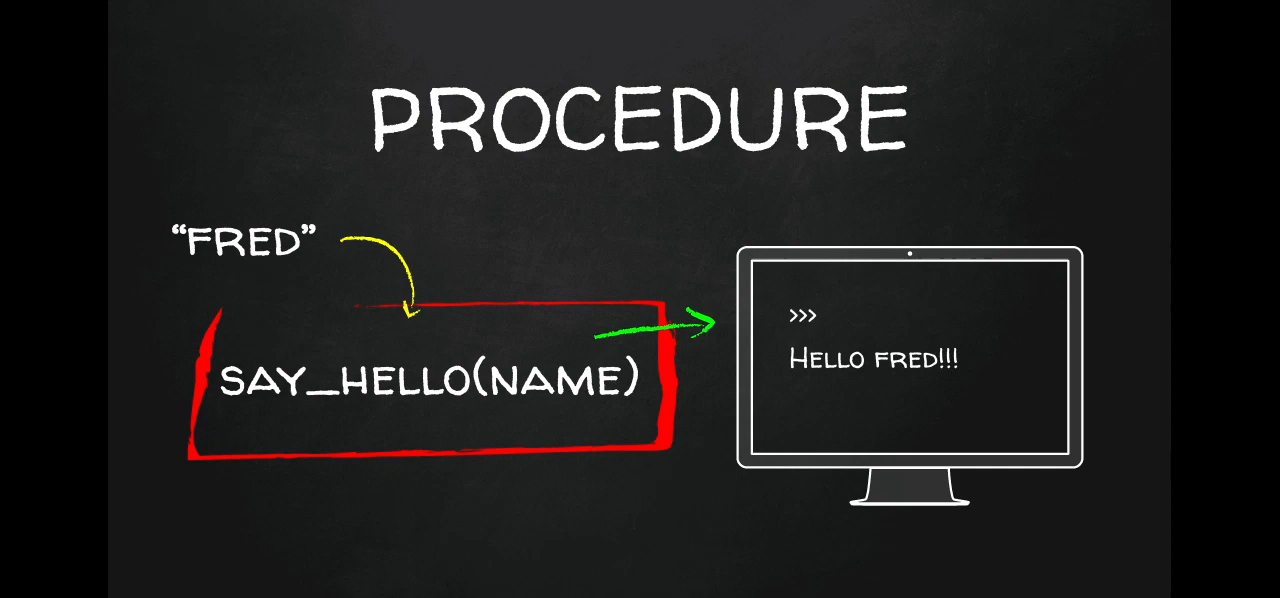 PROCEDURE
“FRED”
SAY_HELLO(NAME)
>>>
HELLO FRED!!!